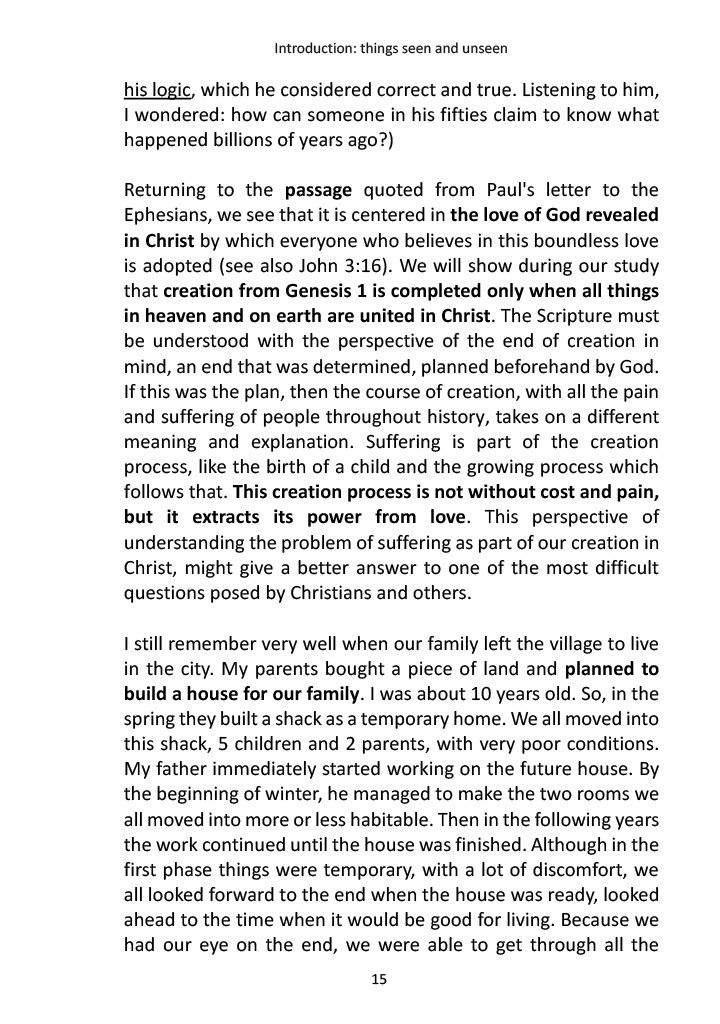 Introduction: things seen and unseen
his logic, which he considered correct and true. Listening to him,
I wondered: how can someone in his fifties claim to know what
happened billions of years ago?)
Returning to the passage quoted from Paul's letter to the
Ephesians, we see that it is centered in the love of God revealed
in Christ by which everyone who believes in this boundless love
is adopted (see also John 3:16). We will show during our study
that creation from Genesis 1 is completed only when all things
in heaven and on earth are united in Christ. The Scripture must
be understood with the perspective of the end of creation in
mind, an end that was determined, planned beforehand by God.
If this was the plan, then the course of creation, with all the pain
and suffering of people throughout history, takes on a different
meaning and explanation. Suffering is part of the creation
process, like the birth of a child and the growing process which
follows that. This creation process is not without cost and pain,
but it extracts its power from love. This perspective of
understanding the problem of suffering as part of our creation in
Christ, might give a better answer to one of the most difficult
questions posed by Christians and others.
I still remember very well when our family left the village to live
in the city. My parents bought a piece of land and planned to
build a house for our family. I was about 10 years old. So, in the
spring they built a shack as a temporary home. We all moved into
this shack, 5 children and 2 parents, with very poor conditions.
My father immediately started working on the future house. By
the beginning of winter, he managed to make the two rooms we
all moved into more or less habitable. Then in the following years
the work continued until the house was finished. Although in the
first phase things were temporary, with a lot of discomfort, we
all looked forward to the end when the house was ready, looked
ahead to the time when it would be good for living. Because we
had our eye on the end, we were able to get through all the
15